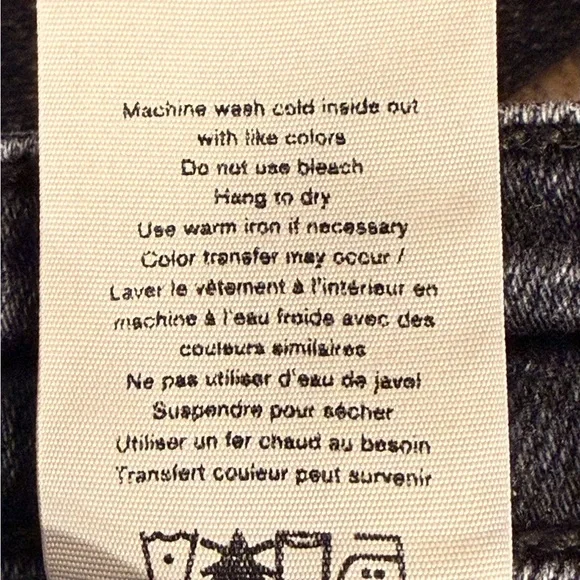 Machine wash cold inside out
with like colors
Do not use bleach
Hang to dry
Use warm iron if necessary
Color transfer may occur /
Laver le vêtement à l'intérieur en
machine à l'eau froide avec des
couleurs similaires
Ne pas utiliser d'eau de javel
Suspendre pour sécher
Utiliser un fer chaud au besoin
Transfert couleur peut survenir